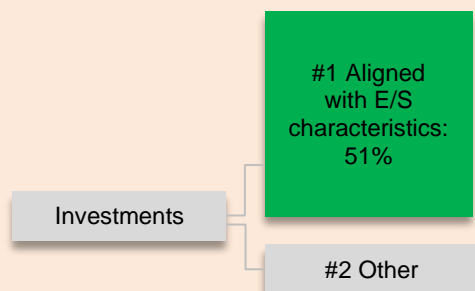 #1 Aligned
with E/S
characteristics:
51%
Investments
#2 Other